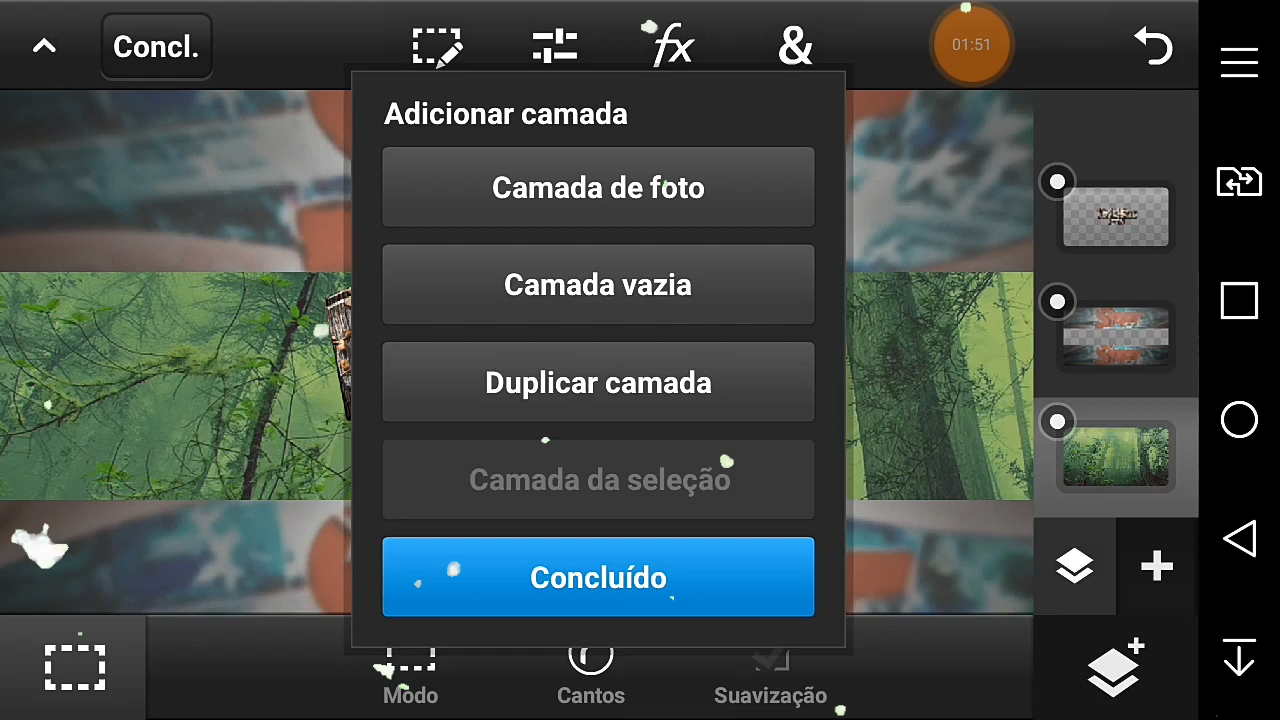 Concl.
fx
&
01:51
Adicionar camada
Camada de foto
Camada vazia
Duplicar camada
Camada da seleção
Concluído
Modo
Cantos
Suavização